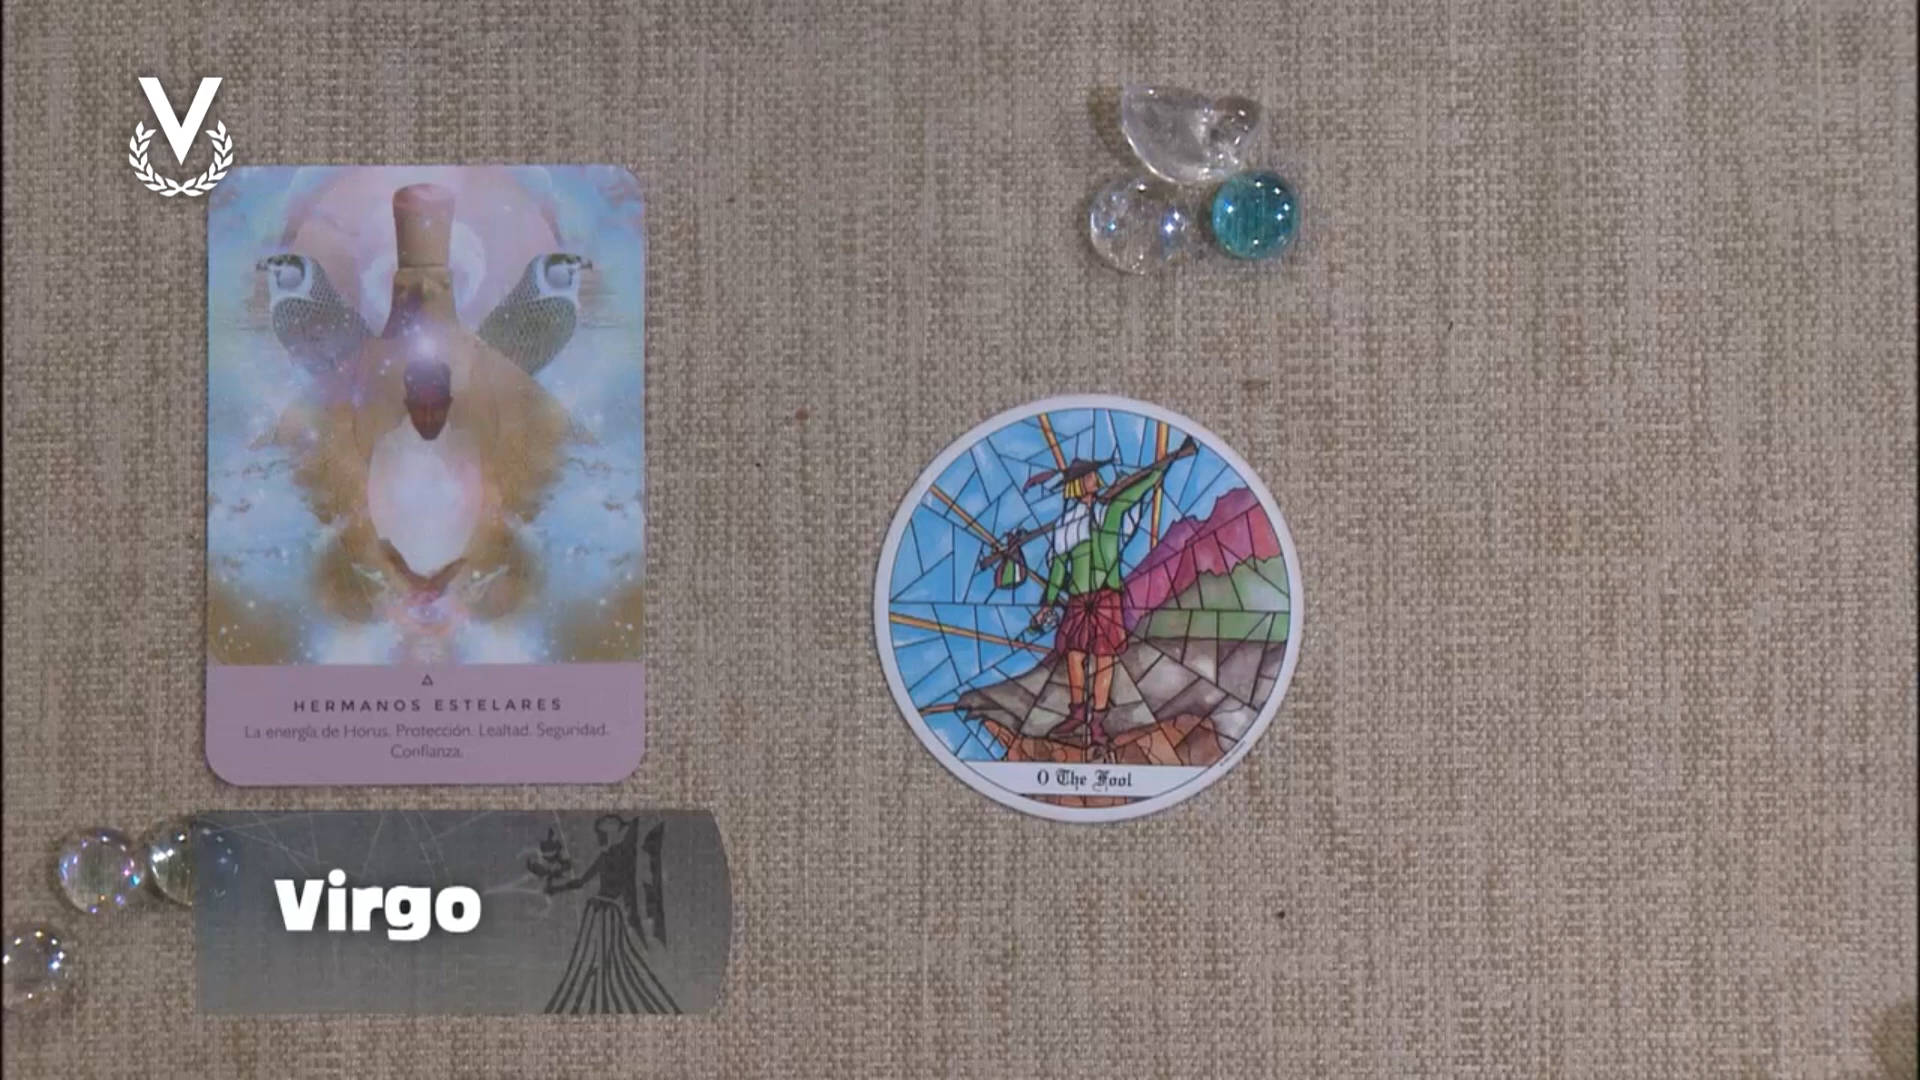 V
HERMANOS ESTELARES
La energía de Horus. Protección. Lealtad. Seguridad.
Confianza.
0 The Fool
Virgo